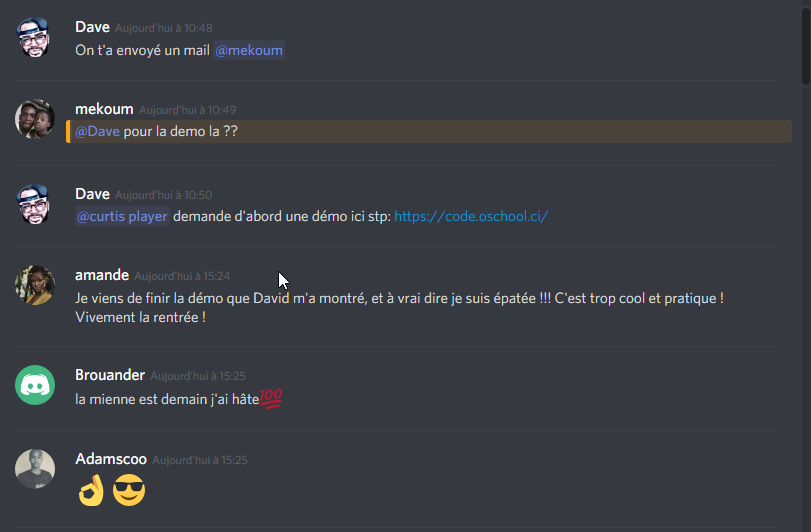 Dave Aujourd'hui à 10:48
On t'a envoyé un mail @mekoum
mekoum Aujourd'hui à 10:49
@Dave pour la demo la ??
Dave Aujourd'hui à 10:50
@curtis player demande d'abord une démo ici stp: https://code.oschool.ci/
amande Aujourd'hui à 15:24
Je viens de finir la démo que David m'a montré, et à vrai dire je suis épatée !!! C'est trop cool et pratique !
Vivement la rentrée !
Brouander Aujourd'hui à 15:25
la mienne est demain j'ai hâte💯
Adamscoo Aujourd'hui à 15:25
👌😎